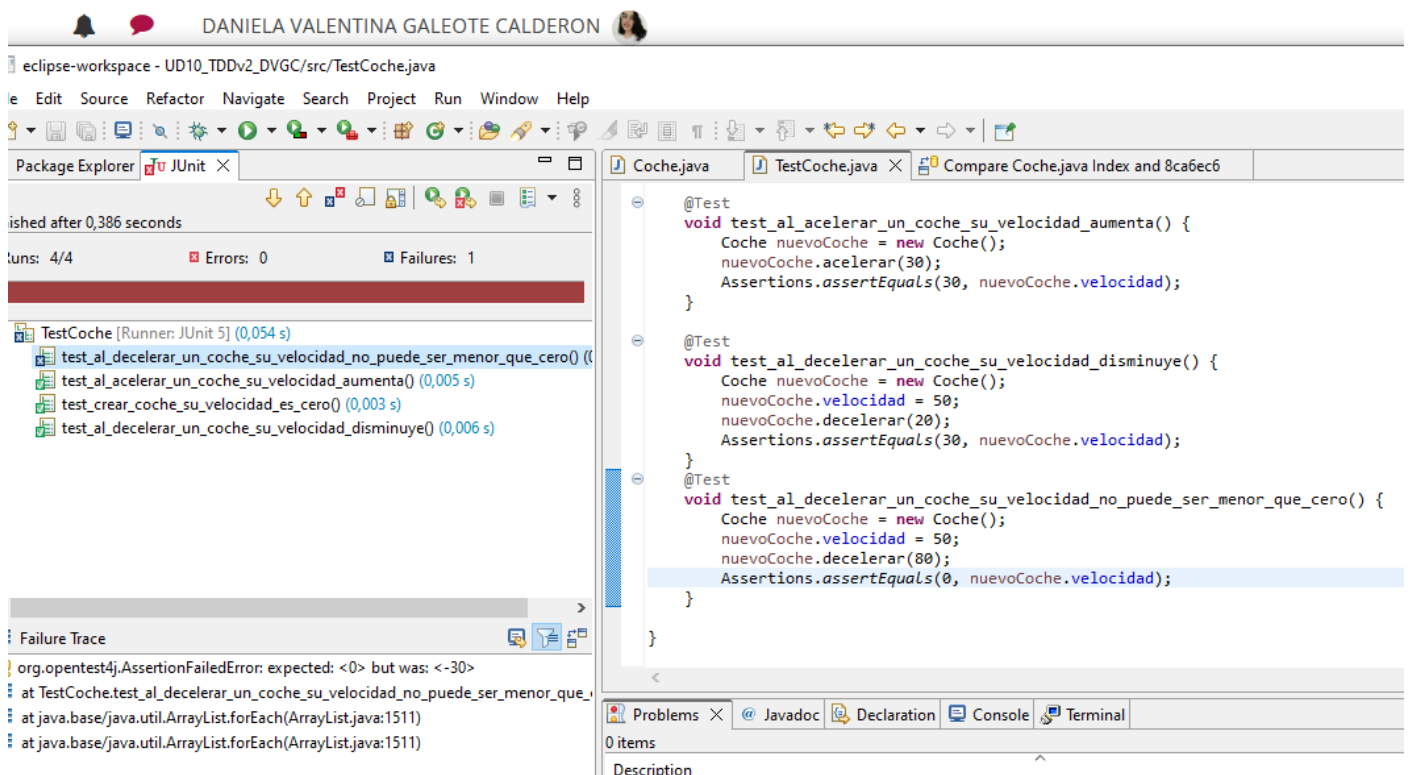 DANIELA VALENTINA GALEOTE CALDERON
eclipse-workspace - UD10_TDDv2_DVGC/src/TestCoche.java
Edit Source Refactor Navigate Search Project Run Window Help
Package Explorer JUnit
ished after 0,386 seconds
Runs: 4/4 Errors: 0 Failures: 1
TestCoche [Runner: JUnit 5] (0,054 s)
test_al_decelerar_un_coche_su_velocidad_no_puede_ser_menor_que_cero() (0
test_al_acelerar_un_coche_su_velocidad_aumenta() (0,005 s)
test_crear_coche_su_velocidad_es_cero() (0,003 s)
test_al_decelerar_un_coche_su_velocidad_disminuye() (0,006 s)
Failure Trace
org.opentest4j.AssertionFailedError: expected: <0> but was: <-30>
at TestCoche.test_al_decelerar_un_coche_su_velocidad_no_puede_ser_menor_que_
at java.base/java.util.ArrayList.forEach(ArrayList.java:1511)
at java.base/java.util.ArrayList.forEach(ArrayList.java:1511)
Coche.java TestCoche.java Compare Coche.java Index and 8ca6ec6
@Test
void test_al_acelerar_un_coche_su_velocidad_aumenta() {
Coche nuevoCoche = new Coche();
nuevoCoche.acelerar(30);
Assertions.assertEquals(30, nuevoCoche.velocidad);
}
@Test
void test_al_decelerar_un_coche_su_velocidad_disminuye() {
Coche nuevoCoche = new Coche();
nuevoCoche.velocidad = 50;
nuevoCoche.decelerar(20);
Assertions.assertEquals(30, nuevoCoche.velocidad);
}
@Test
void test_al_decelerar_un_coche_su_velocidad_no_puede_ser_menor_que_cero() {
Coche nuevoCoche = new Coche();
nuevoCoche.velocidad = 50;
nuevoCoche.decelerar(80);
Assertions.assertEquals(0, nuevoCoche.velocidad);
}
}
Problems Javadoc Declaration Console Terminal
0 items
Description